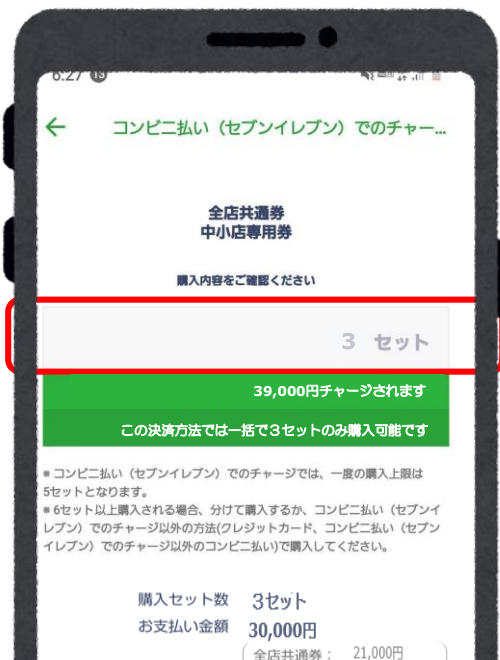 6:27 19
← コンビニ払い（セブンイレブン）でのチャー...
全店共通券
中小店専用券
購入内容をご確認ください
3 セット
39,000円チャージされます
この決済方法では一括で3セットのみ購入可能です
※コンビニ払い（セブンイレブン）でのチャージでは、一度の購入上限は
5セットとなります。
※6セット以上購入される場合、分けて購入するか、コンビニ払い（セブンイ
レブン）でのチャージ以外の方法(クレジットカード、コンビニ払い（セブン
イレブン）でのチャージ以外のコンビニ払い)で購入してください。
購入セット数 3セット
お支払い金額 30,000円
全店共通券： 21,000円